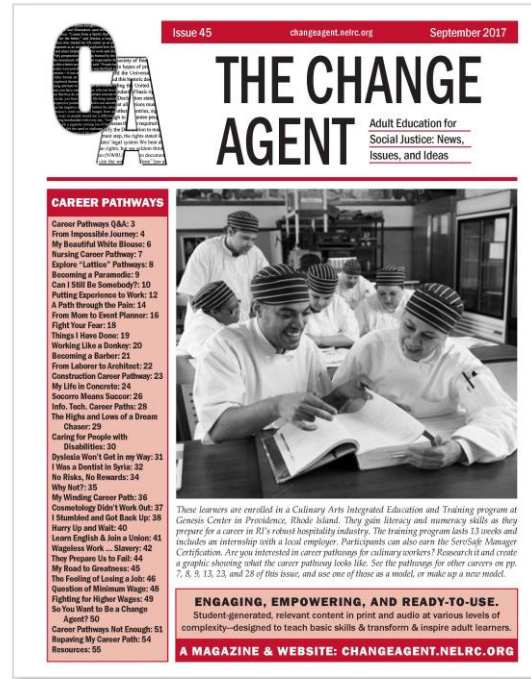 Issue 45 changeagent.nelrc.org September 2017
CA
THE CHANGE
AGENT
Adult Education for
Social Justice: News,
Issues, and Ideas
CAREER PATHWAYS
Career Pathways Q&A: 3
From Impossible Journey: 4
My Beautiful White Blouse: 6
Nursing Career Pathway: 7
Explore "Lattice" Pathways: 8
Becoming a Paramedic: 9
Can I Still Be Somebody?: 10
Putting Experience to Work: 12
A Path through the Pain: 14
From Mom to Event Planner: 16
Fight Your Fear: 18
Things I Have Done: 19
Working Like a Donkey: 20
Becoming a Barber: 21
From Laborer to Architect: 22
Construction Career Pathway: 23
My Life in Concrete: 24
Socorro Means Succor: 26
Info. Tech. Career Paths: 28
The Highs and Lows of a Dream
Chaser: 29
Caring for People with
Disabilities: 30
Dyslexia Won't Get in my Way: 31
I Was a Dentist in Syria: 32
No Risks, No Rewards: 34
Why Not?: 35
My Winding Career Path: 36
Cosmetology Didn't Work Out: 37
I Stumbled and Got Back Up: 38
Hurry Up and Wait: 40
Learn English & Join a Union: 41
Wageless Work ... Slavery: 42
They Prepare Us to Fail: 44
My Road to Greatness: 45
The Feeling of Losing a Job: 46
Question of Minimum Wage: 48
Fighting for Higher Wages: 49
So You Want to Be a Change
Agent? 50
Career Pathways Not Enough: 51
Repaving My Career Path: 54
Resources: 55
These learners are enrolled in a Culinary Arts Integrated Education and Training program at
Genesis Center in Providence, Rhode Island. They gain literacy and numeracy skills as they
prepare for a career in RI's robust hospitality industry. The training program lasts 13 weeks and
includes an internship with a local employer. Participants can also earn the ServSafe Manager
Certification. Are you interested in career pathways for culinary workers? Research it and create
a graphic showing what the career pathway looks like. See the pathways for other careers on pp.
7, 8, 9, 13, 23, and 28 of this issue, and use one of those as a model, or make up a new model.
ENGAGING, EMPOWERING, AND READY-TO-USE.
Student-generated, relevant content in print and audio at various levels of
complexity—designed to teach basic skills & transform & inspire adult learners.
A MAGAZINE & WEBSITE: CHANGEAGENT.NELRC.ORG